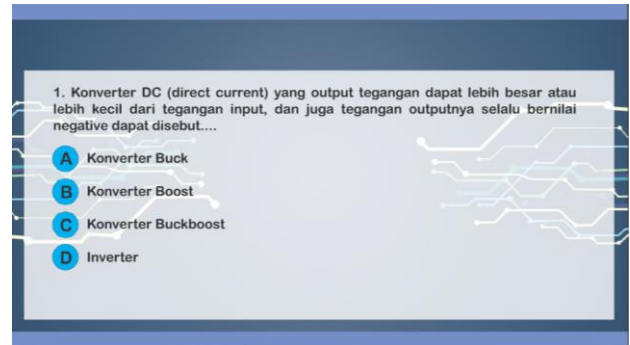 1. Konverter DC (direct current) yang output tegangan dapat lebih besar atau
lebih kecil dari tegangan input, dan juga tegangan outputnya selalu bernilai
negative dapat disebut....
A Konverter Buck
B Konverter Boost
C Konverter Buckboost
D Inverter